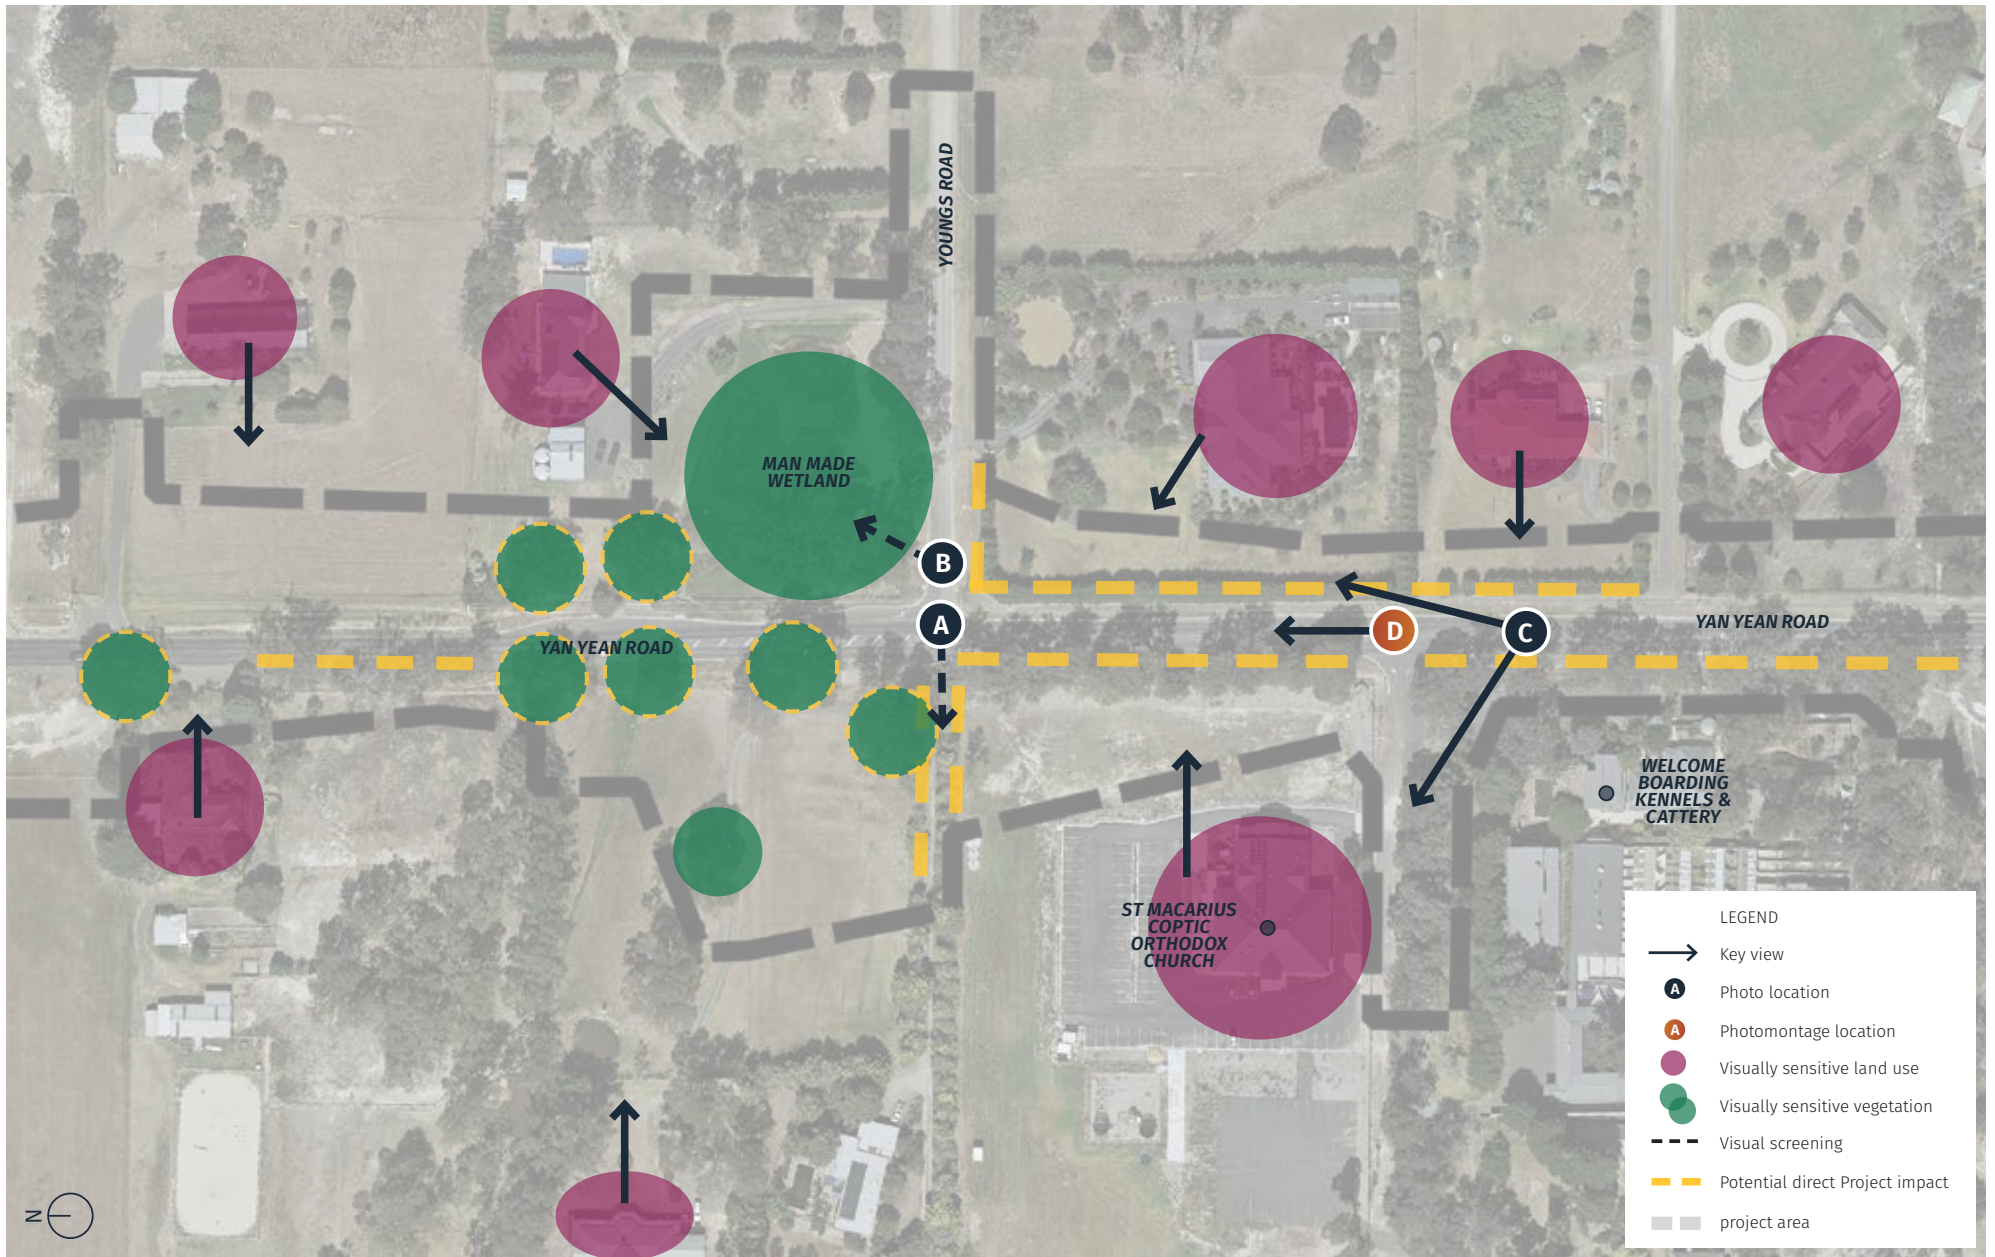 YOUNGS ROAD
MAN MADE
WETLAND
B
A
D
C
YAN YEAN ROAD
YAN YEAN ROAD
WELCOME
BOARDING
KENNELS &
CATTERY
ST MACARIUS
COPTIC
ORTHODOX
CHURCH
LEGEND
Key view
A
Photo location
A
Photomontage location
Visually sensitive land use
Visually sensitive vegetation
Visual screening
Potential direct Project impact
project area
N